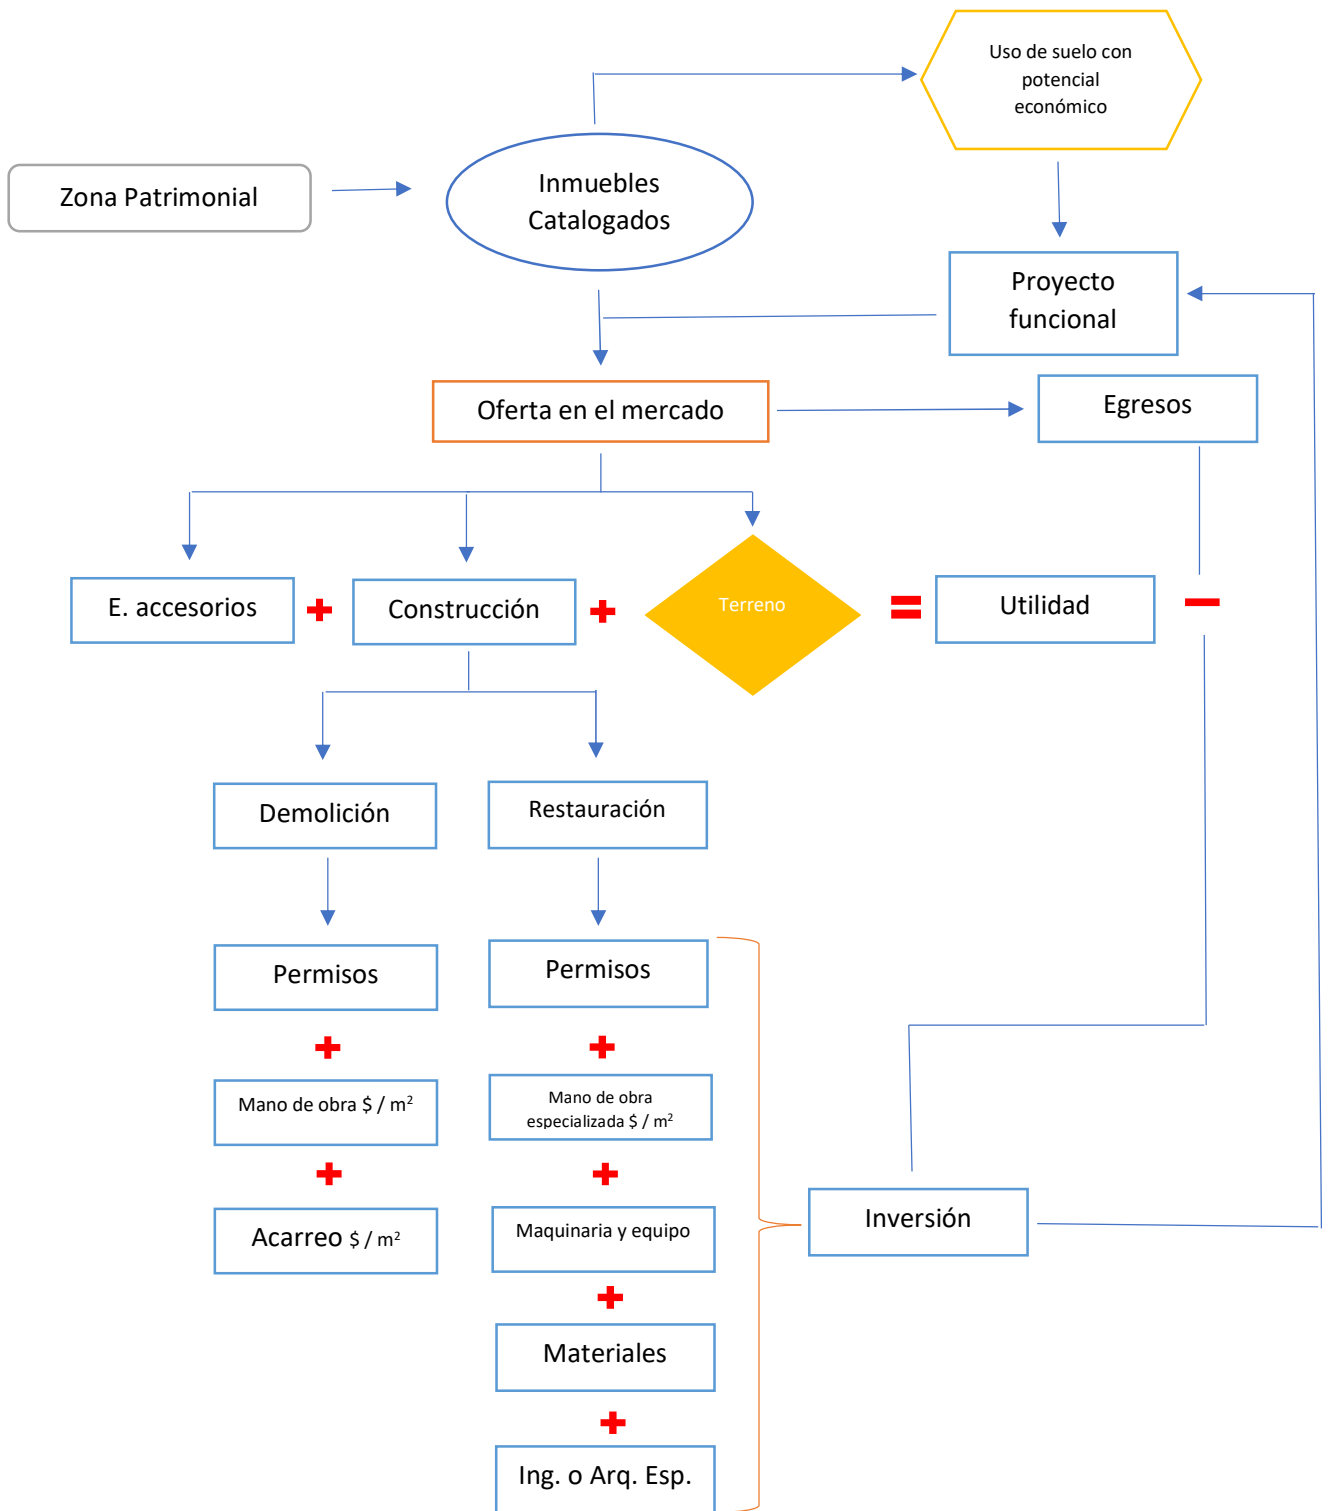 Uso de suelo con
potencial
económico
Zona Patrimonial
Inmuebles
Catalogados
Proyecto
funcional
Oferta en el mercado
Egresos
E. accesorios
+
Construcción
+
Terreno
=
Utilidad
-
Demolición
Restauración
Permisos
Permisos
+
+
Mano de obra $ / m²
Mano de obra
especializada $ / m²
+
+
Acarreo $ / m²
Maquinaria y equipo
Inversión
+
Materiales
+
Ing. o Arq. Esp.